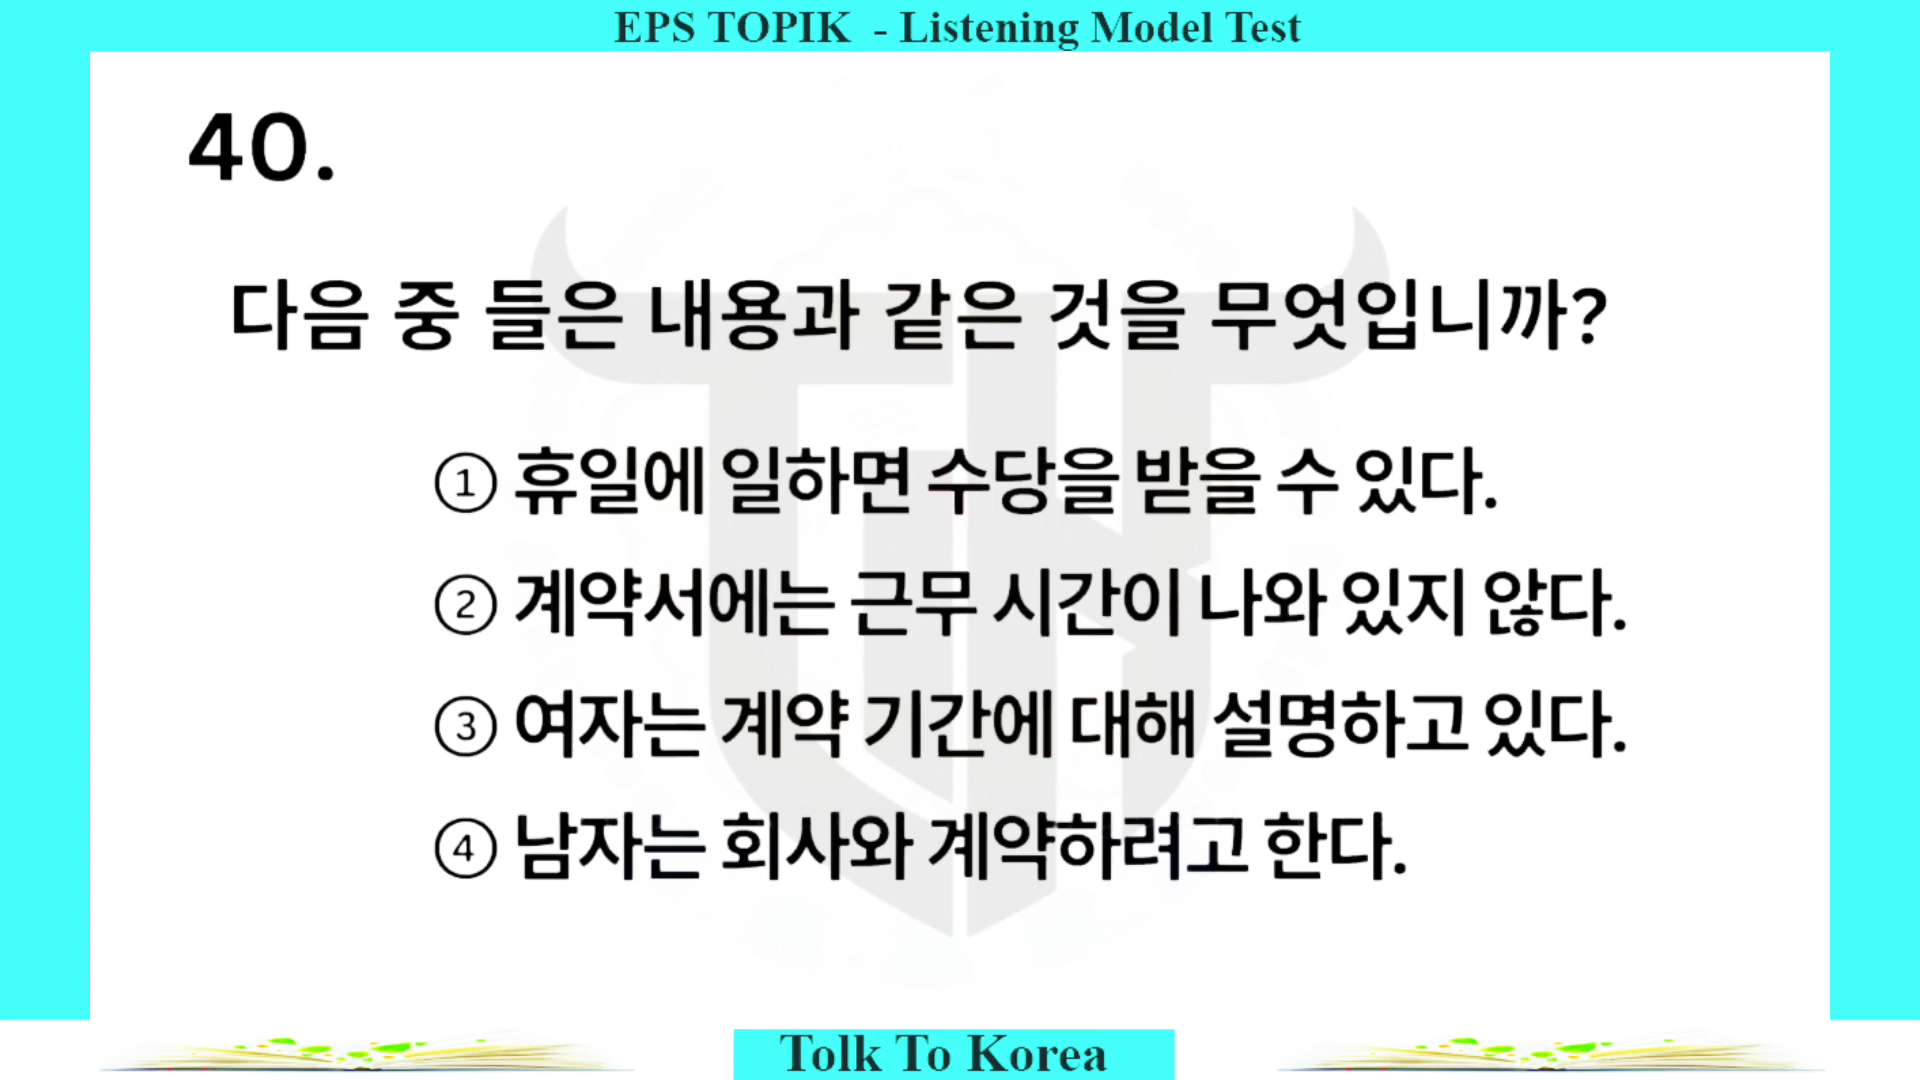 EPS TOPIK - Listening Model Test
40.
다음 중 들은 내용과 같은 것을 무엇입니까?
① 휴일에 일하면 수당을 받을 수 있다.
② 계약서에는 근무 시간이 나와 있지 않다.
③ 여자는 계약 기간에 대해 설명하고 있다.
④ 남자는 회사와 계약하려고 한다.
Tolk To Korea